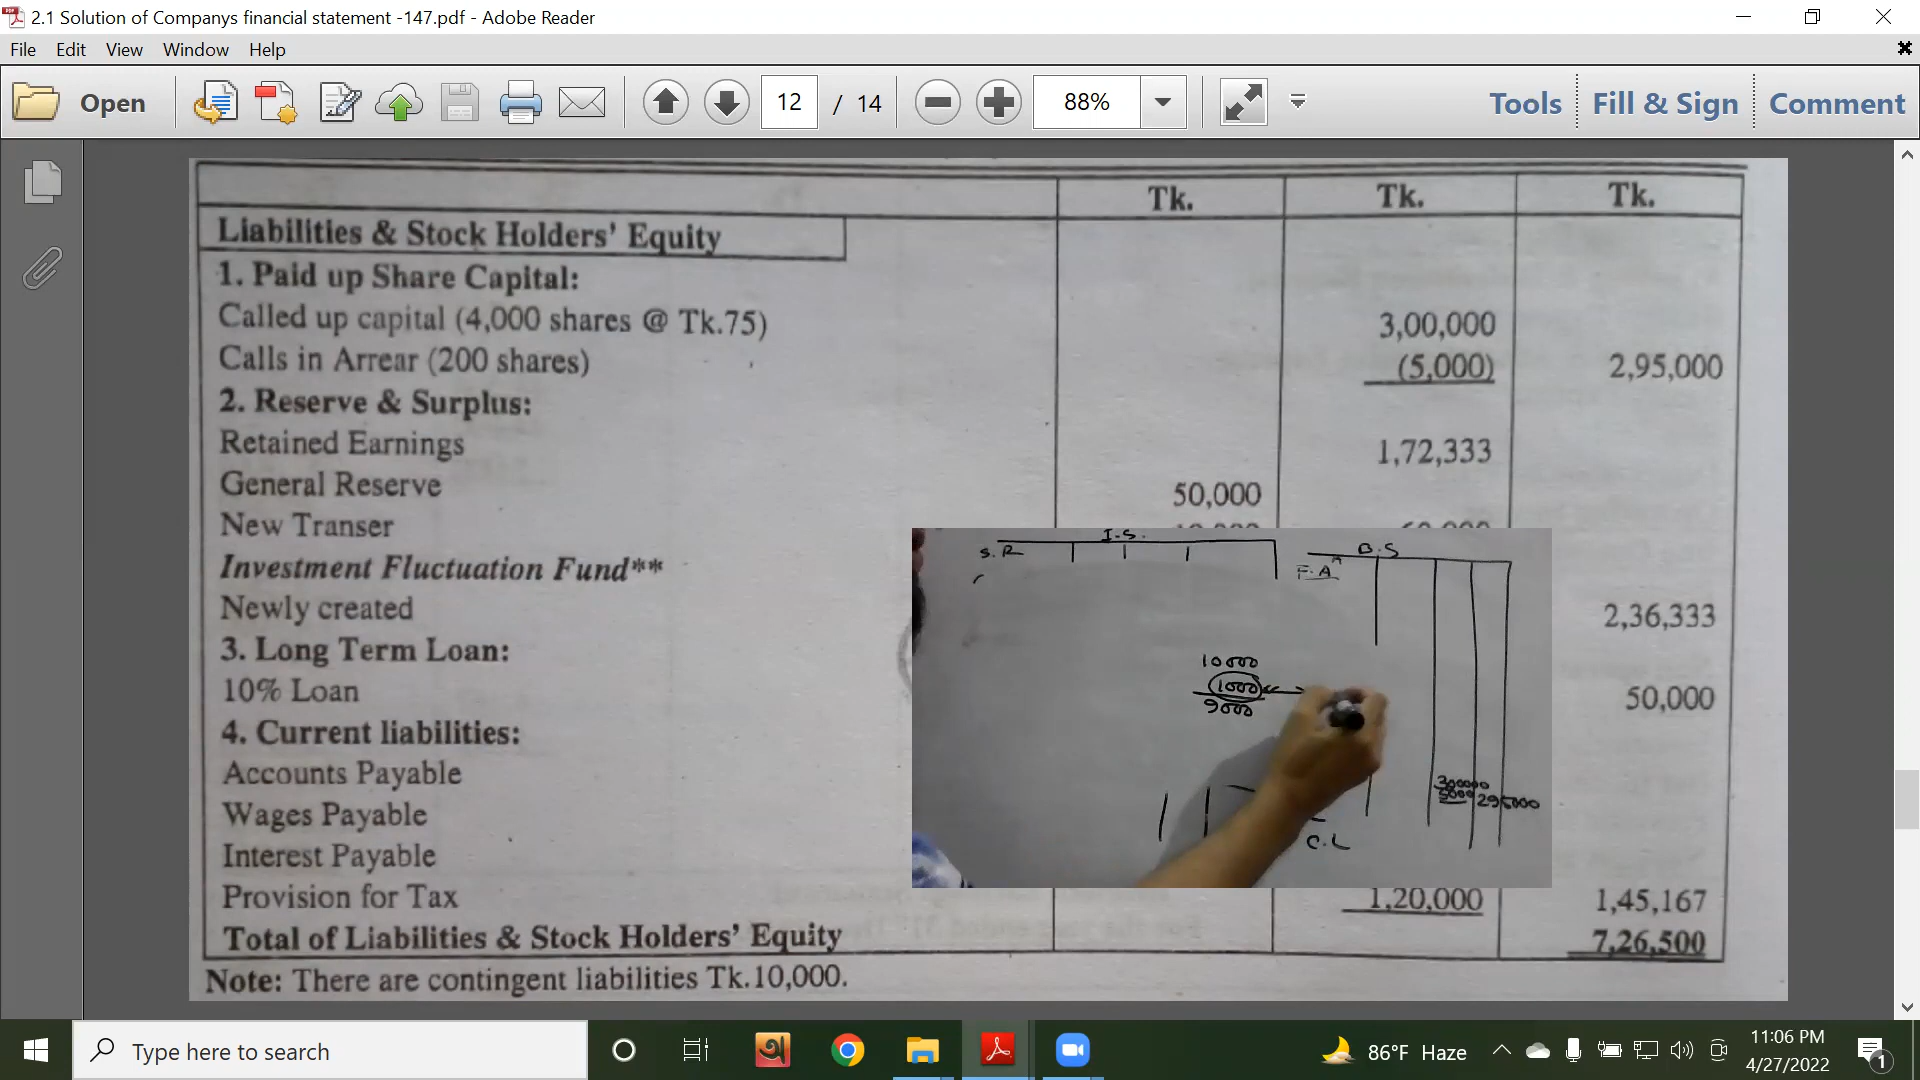 2.1 Solution of Companys financial statement -147.pdf - Adobe Reader
File Edit View Window Help
Open 12 / 14 88% Tools Fill & Sign Comment
Tk. Tk. Tk.
Liabilities & Stock Holders' Equity
1. Paid up Share Capital:
Called up capital (4,000 shares @ Tk.75) 3,00,000
Calls in Arrear (200 shares) (5,000) 2,95,000
2. Reserve & Surplus:
Retained Earnings 1,72,333
General Reserve 50,000
New Transer
Investment Fluctuation Fund**
Newly created 2,36,333
3. Long Term Loan:
10% Loan 50,000
4. Current liabilities:
Accounts Payable
Wages Payable
Interest Payable
Provision for Tax 1,20,000 1,45,167
Total of Liabilities & Stock Holders' Equity 7,26,500
Note: There are contingent liabilities Tk.10,000.
I.S.
S.R
B.S
F.A
10000
1000
9000
300000
5000 295000
C.L
Type here to search
86°F Haze
11:06 PM
4/27/2022
1